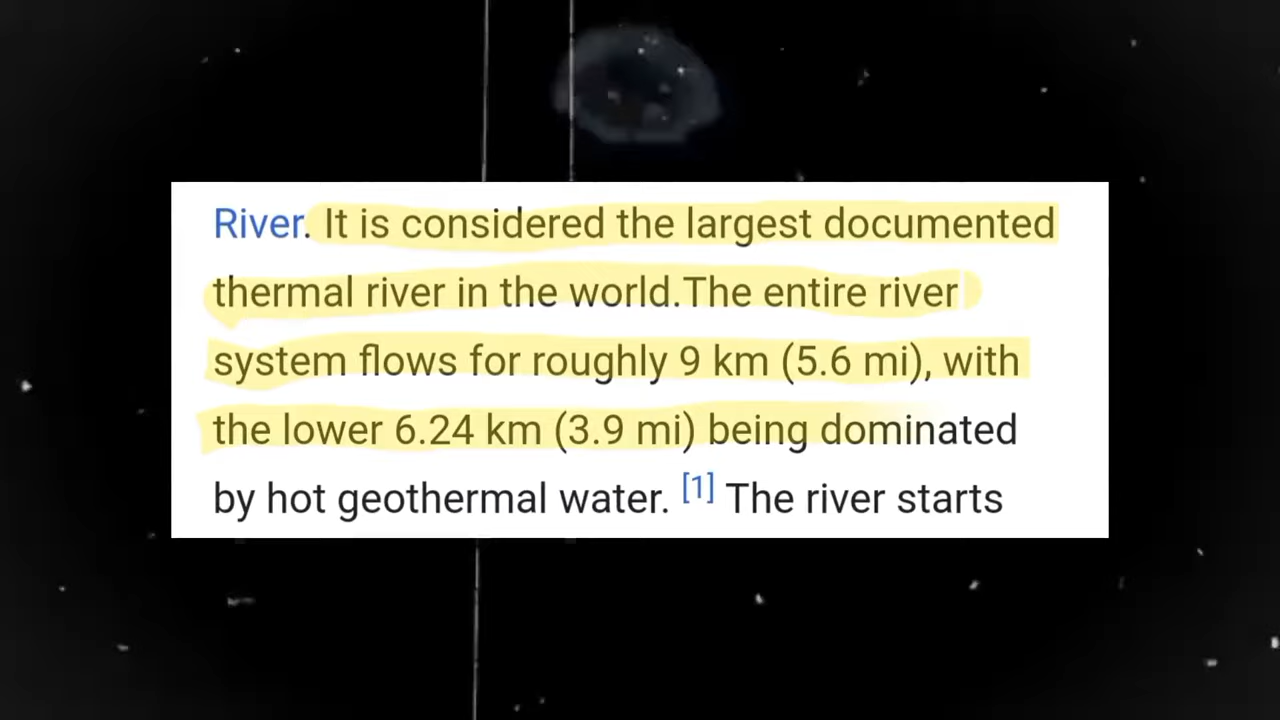 River. It is considered the largest documented
thermal river in the world.The entire river
system flows for roughly 9 km (5.6 mi), with
the lower 6.24 km (3.9 mi) being dominated
by hot geothermal water. [1] The river starts